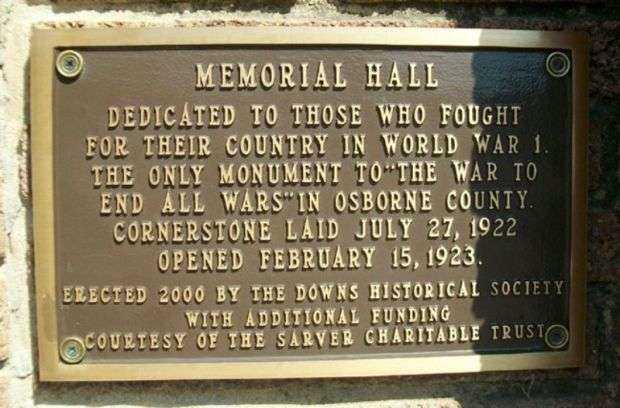 MEMORIAL HALL
DEDICATED TO THOSE WHO FOUGHT
FOR THEIR COUNTRY IN WORLD WAR 1.
THE ONLY MONUMENT TO "THE WAR TO
END ALL WARS" IN OSBORNE COUNTY.
CORNERSTONE LAID JULY 27, 1922
OPENED FEBRUARY 15, 1923.
ERECTED 2000 BY THE DOWNS HISTORICAL SOCIETY
WITH ADDITIONAL FUNDING
COURTESY OF THE SARVER CHARITABLE TRUST